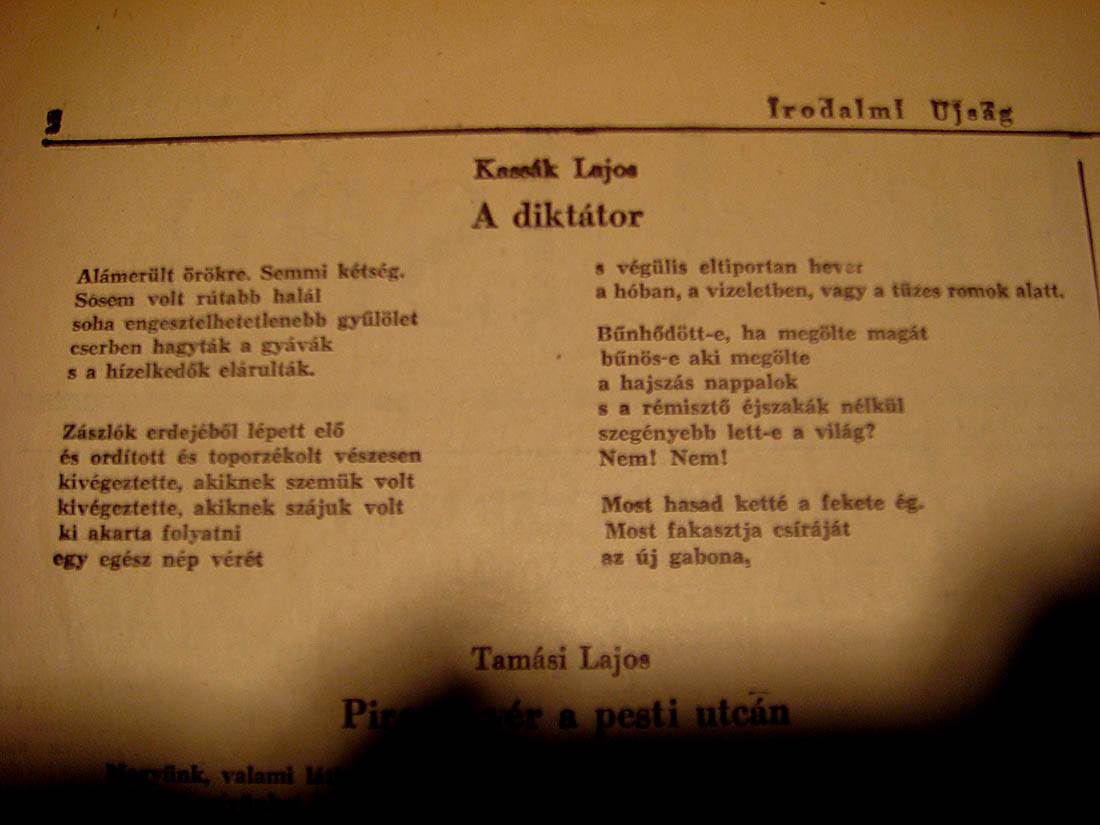 Irodalmi Ujság
Kassák Lajos
A diktátor
Alámerült örökre. Semmi kétség.
Sósem volt rútabb halál
soha engesztelhetetlenebb gyűlölet
cserben hagyták a gyávák
s a hízelkedők elárulták.
Zászlók erdejéből lépett elő
és ordított és toporzékolt vészesen
kivégeztette, akiknek szemük volt
kivégeztette, akiknek szájuk volt
ki akarta folyatni
egy egész nép vérét
s végülis eltiportan hever
a hóban, a vizeletben, vagy a tüzes romok alatt.
Bűnhődött-e, ha megölte magát
bűnös-e aki megölte
a hajszás nappalok
s a rémisztő éjszakák nélkül
szegényebb lett-e a világ?
Nem! Nem!
Most hasad ketté a fekete ég.
Most fakasztja csíráját
az új gabona,
Tamási Lajos
a pesti utcán
valami